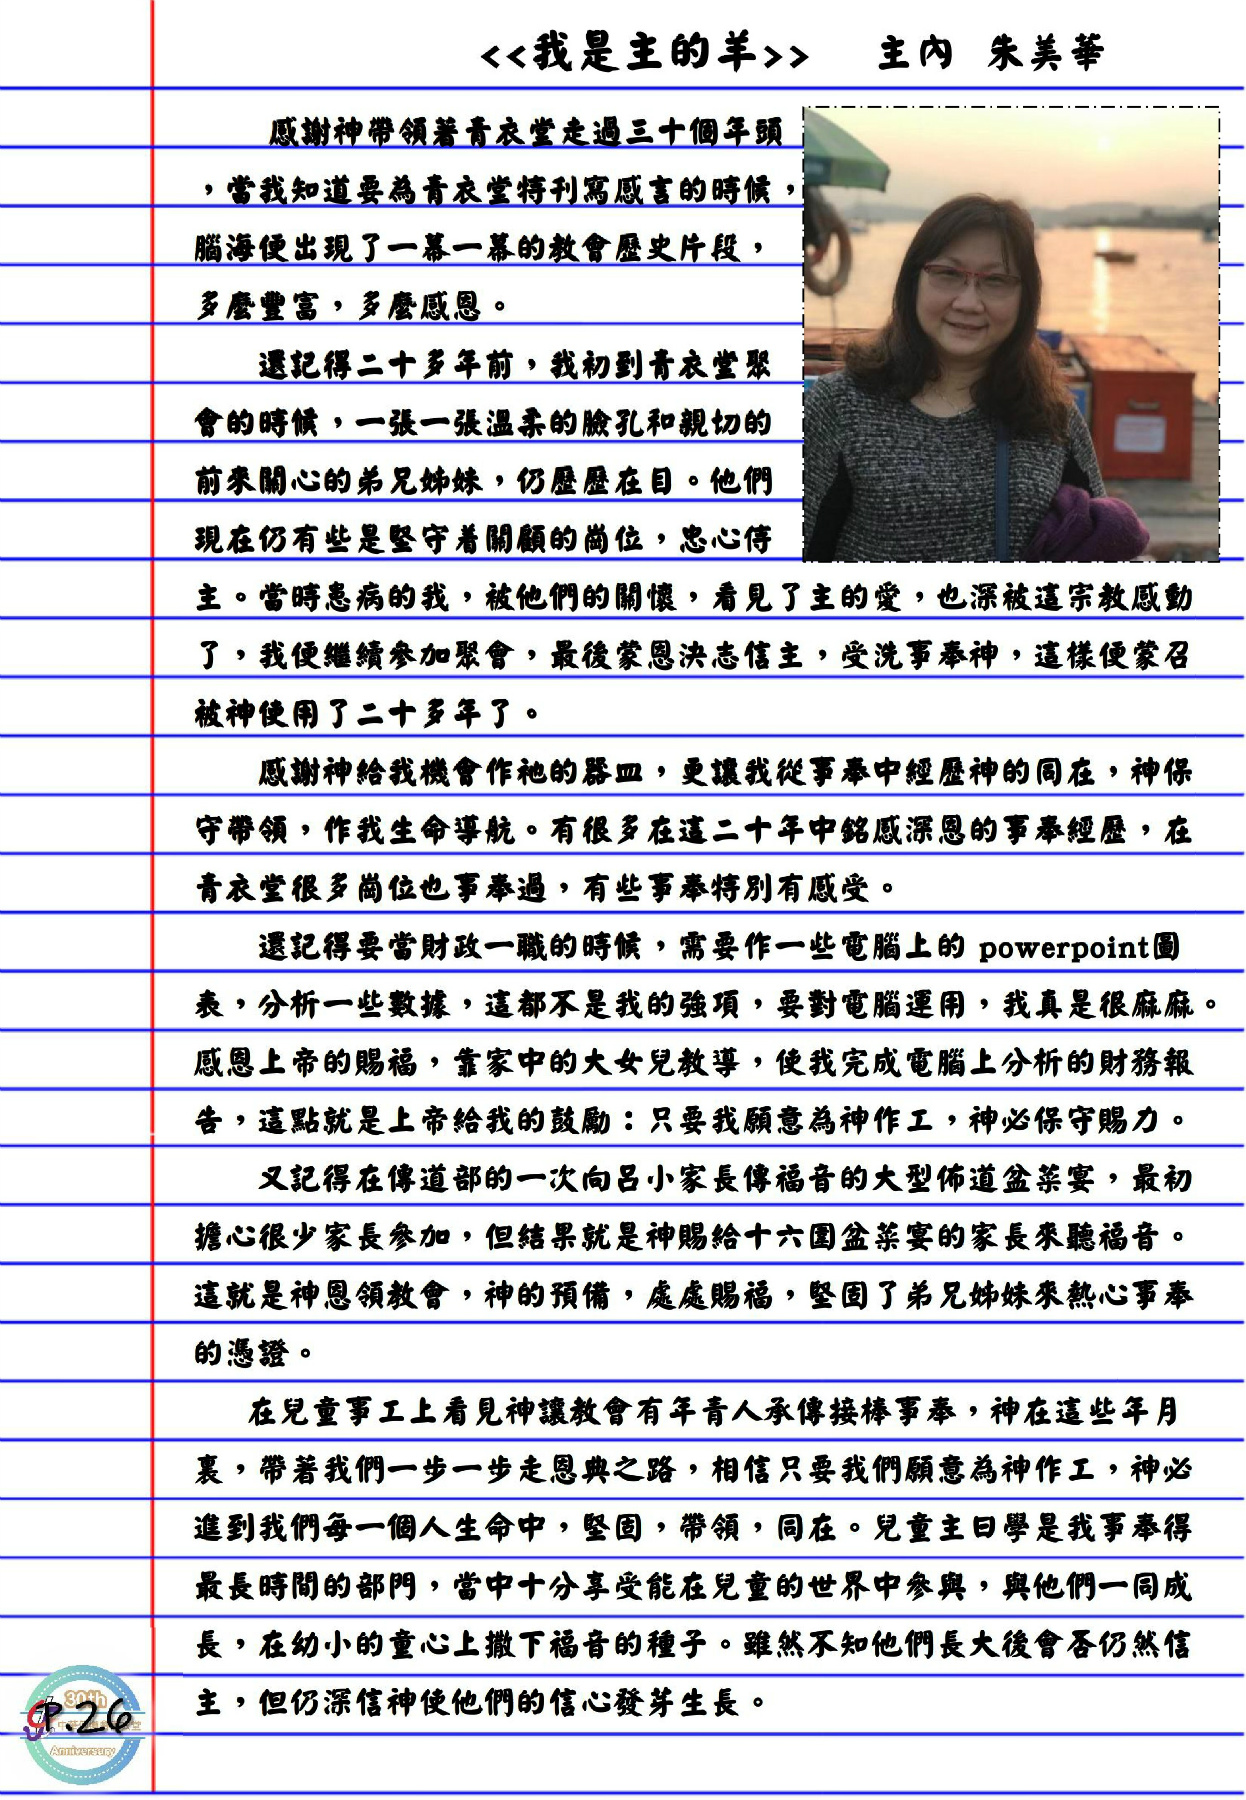 <<我是主的羊>> 主內 朱美華
感謝神帶領著青衣堂走過三十個年頭
，當我知道要為青衣堂特刊寫感言的時候，
腦海便出現了一幕一幕的教會歷史片段，
多麼豐富，多麼感恩。
還記得二十多年前，我初到青衣堂聚
會的時候，一張一張溫柔的臉孔和親切的
前來關心的弟兄姊妹，仍歷歷在目。他們
現在仍有些是堅守着關顧的崗位，忠心侍
主。當時患病的我，被他們的關懷，看見了主的愛，也深被這宗教感動
了，我便繼續參加聚會，最後蒙恩決志信主，受洗事奉神，這樣便蒙召
被神使用了二十多年了。
感謝神給我機會作祂的器皿，更讓我從事奉中經歷神的同在，神保
守帶領，作我生命導航。有很多在這二十年中銘感深恩的事奉經歷，在
青衣堂很多崗位也事奉過，有些事奉特別有感受。
還記得要當財政一職的時候，需要作一些電腦上的 powerpoint圖
表，分析一些數據，這都不是我的強項，要對電腦運用，我真是很麻麻。
感恩上帝的賜福，靠家中的大女兒教導，使我完成電腦上分析的財務報
告，這點就是上帝給我的鼓勵：只要我願意為神作工，神必保守賜力。
又記得在傳道部的一次向呂小家長傳福音的大型佈道盆菜宴，最初
擔心很少家長參加，但結果就是神賜給十六圍盆菜宴的家長來聽福音。
這就是神恩領教會，神的預備，處處賜福，堅固了弟兄姊妹來熱心事奉
的憑證。
在兒童事工上看見神讓教會有年青人承傳接棒事奉，神在這些年月
裏，帶著我們一步一步走恩典之路，相信只要我們願意為神作工，神必
進到我們每一個人生命中，堅固，帶領，同在。兒童主日學是我事奉得
最長時間的部門，當中十分享受能在兒童的世界中參與，與他們一同成
長，在幼小的童心上撒下福音的種子。雖然不知他們長大後會否仍然信
主，但仍深信神使他們的信心發芽生長。
30th
P.26
Anniversary